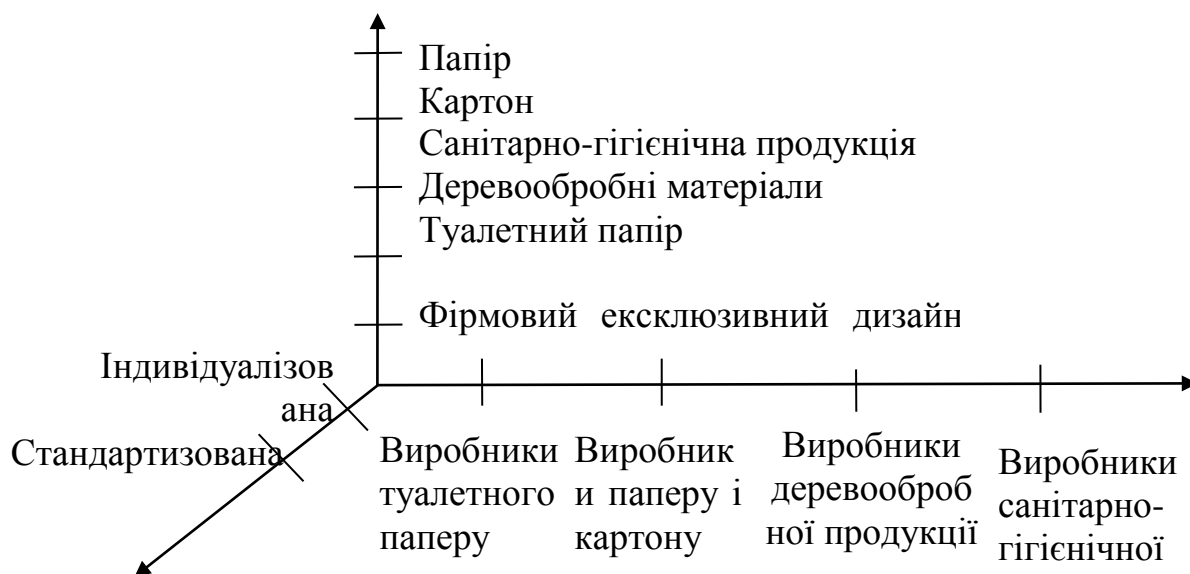 Папір
Картон
Санітарно-гігієнічна продукція
Деревообробні матеріали
Туалетний папір
Фірмовий ексклюзивний дизайн
Індивідуалізов
ана
Стандартизована
Виробники
туалетного
паперу
Виробник
и паперу і
картону
Виробники
деревооброб
ної продукції
Виробники
санітарно-
гігієнічної